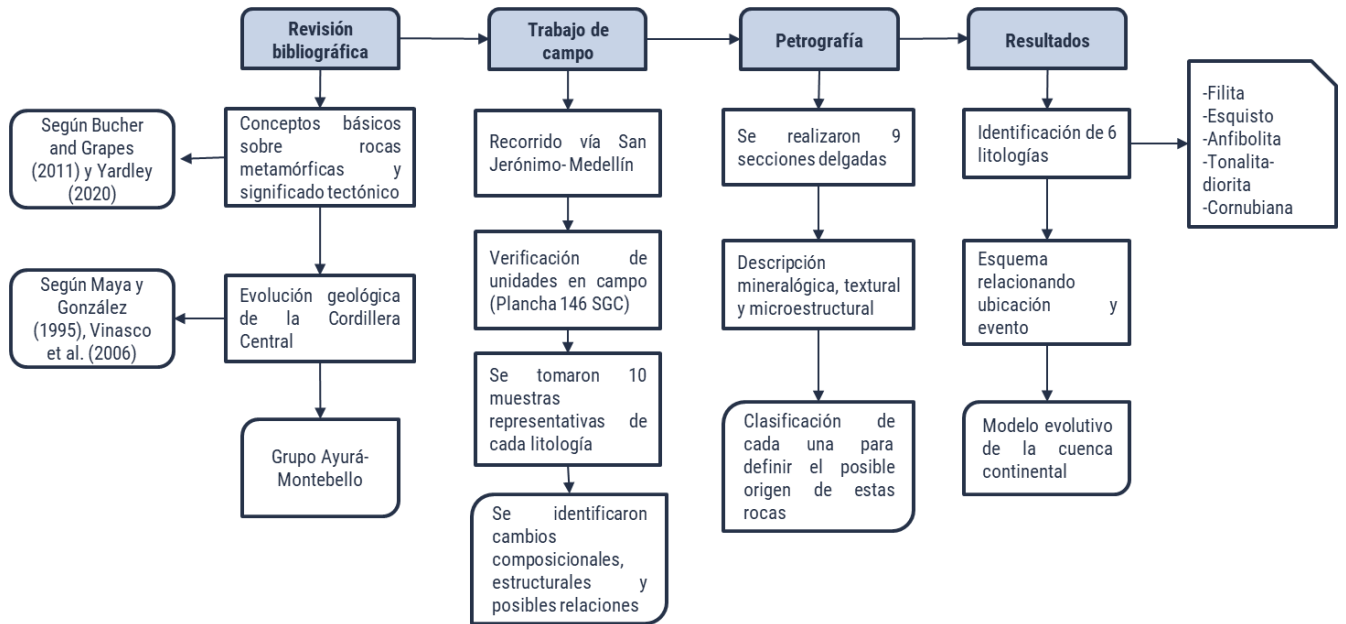 Revisión
bibliográfica
Conceptos básicos
sobre rocas
metamórficas y
significado tectónico
Según Bucher
and Grapes
(2011) y Yardley
(2020)
Evolución geológica
de la Cordillera
Central
Según Maya y
González
(1995), Vinasco
et al. (2006)
Grupo Ayurá-
Montebello
Trabajo de
campo
Recorrido vía San
Jerónimo- Medellín
Verificación de
unidades en campo
(Plancha 146 SGC)
Se tomaron 10
muestras
representativas de
cada litología
Se identificaron
cambios
composicionales,
estructurales y
posibles relaciones
Petrografía
Se realizaron 9
secciones delgadas
Descripción
mineralógica, textural
y microestructural
Clasificación de
cada una para
definir el posible
origen de estas
rocas
Resultados
Identificación de 6
litologías
-Filita
-Esquisto
-Anfibolita
-Tonalita-
diorita
-Cornubiana
Esquema
relacionando
ubicación y
evento
Modelo evolutivo
de la cuenca
continental